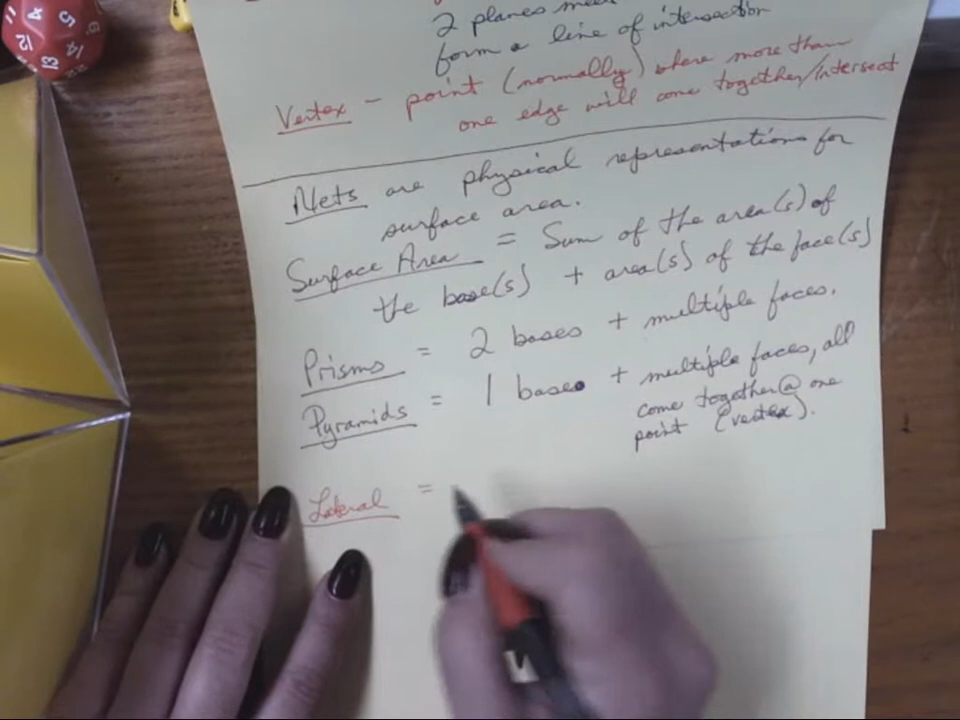 2 planes
form a line of intersection
Vertex - point (normally) where more than
one edge will come together/intersect
Nets are physical representations for
surface area.
Surface Area = Sum of the area(s) of
the base(s) + area(s) of the face(s)
Prisms = 2 bases + multiple faces.
Pyramids = 1 base + multiple faces, all
come together @ one
point (vertex).
Lateral =